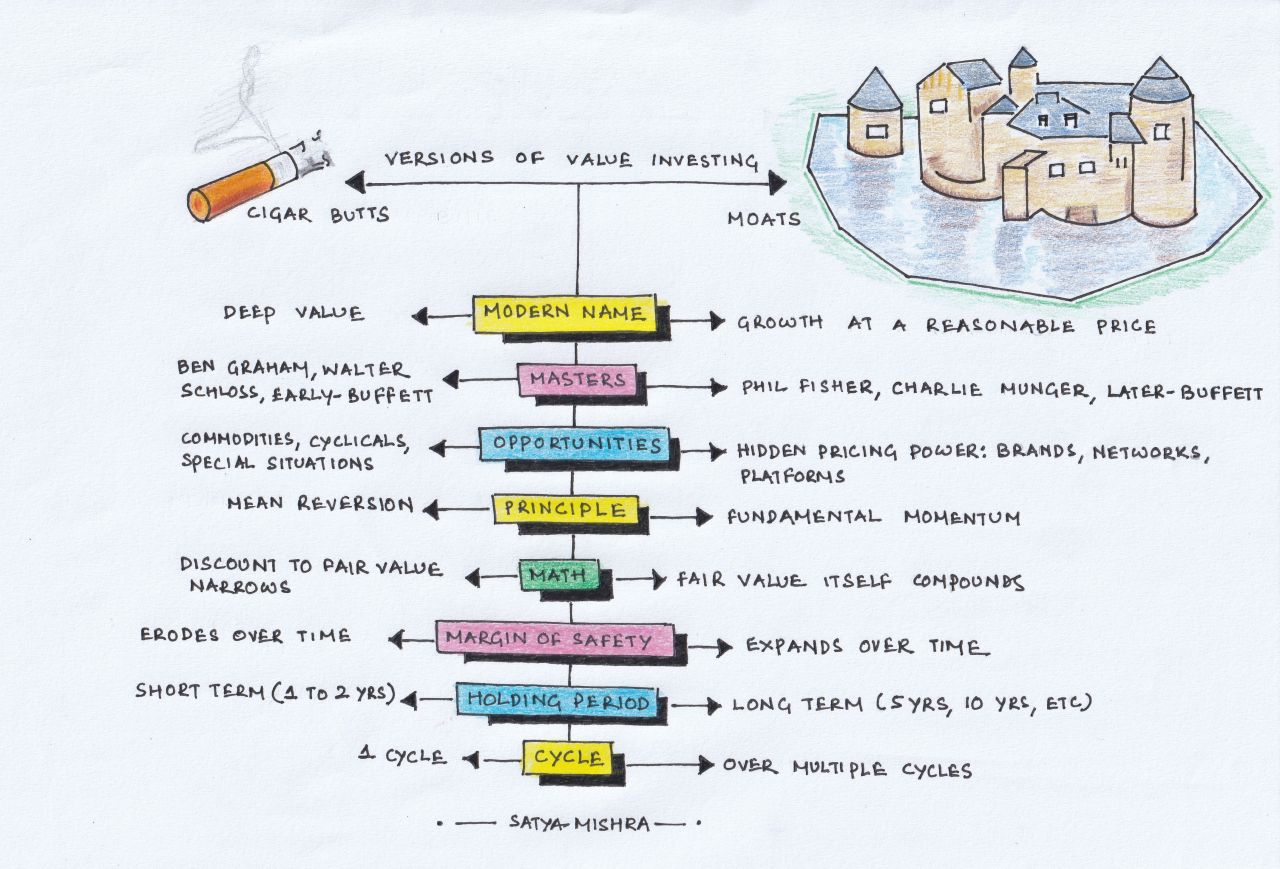 VERSIONS OF VALUE INVESTING
CIGAR BUTTS
MOATS
DEEP VALUE
MODERN NAME
GROWTH AT A REASONABLE PRICE
BEN GRAHAM, WALTER
SCHLOSS, EARLY-BUFFETT
MASTERS
PHIL FISHER, CHARLIE MUNGER, LATER-BUFFETT
COMMODITIES, CYCLICALS,
SPECIAL SITUATIONS
OPPORTUNITIES
HIDDEN PRICING POWER: BRANDS, NETWORKS,
PLATFORMS
MEAN REVERSION
PRINCIPLE
FUNDAMENTAL MOMENTUM
DISCOUNT TO FAIR VALUE
NARROWS
MATH
FAIR VALUE ITSELF COMPOUNDS
ERODES OVER TIME
MARGIN OF SAFETY
EXPANDS OVER TIME
SHORT TERM (1 TO 2 YRS)
HOLDING PERIOD
LONG TERM (5 YRS, 10 YRS, ETC)
1 CYCLE
CYCLE
OVER MULTIPLE CYCLES
SATYA-MISHRA